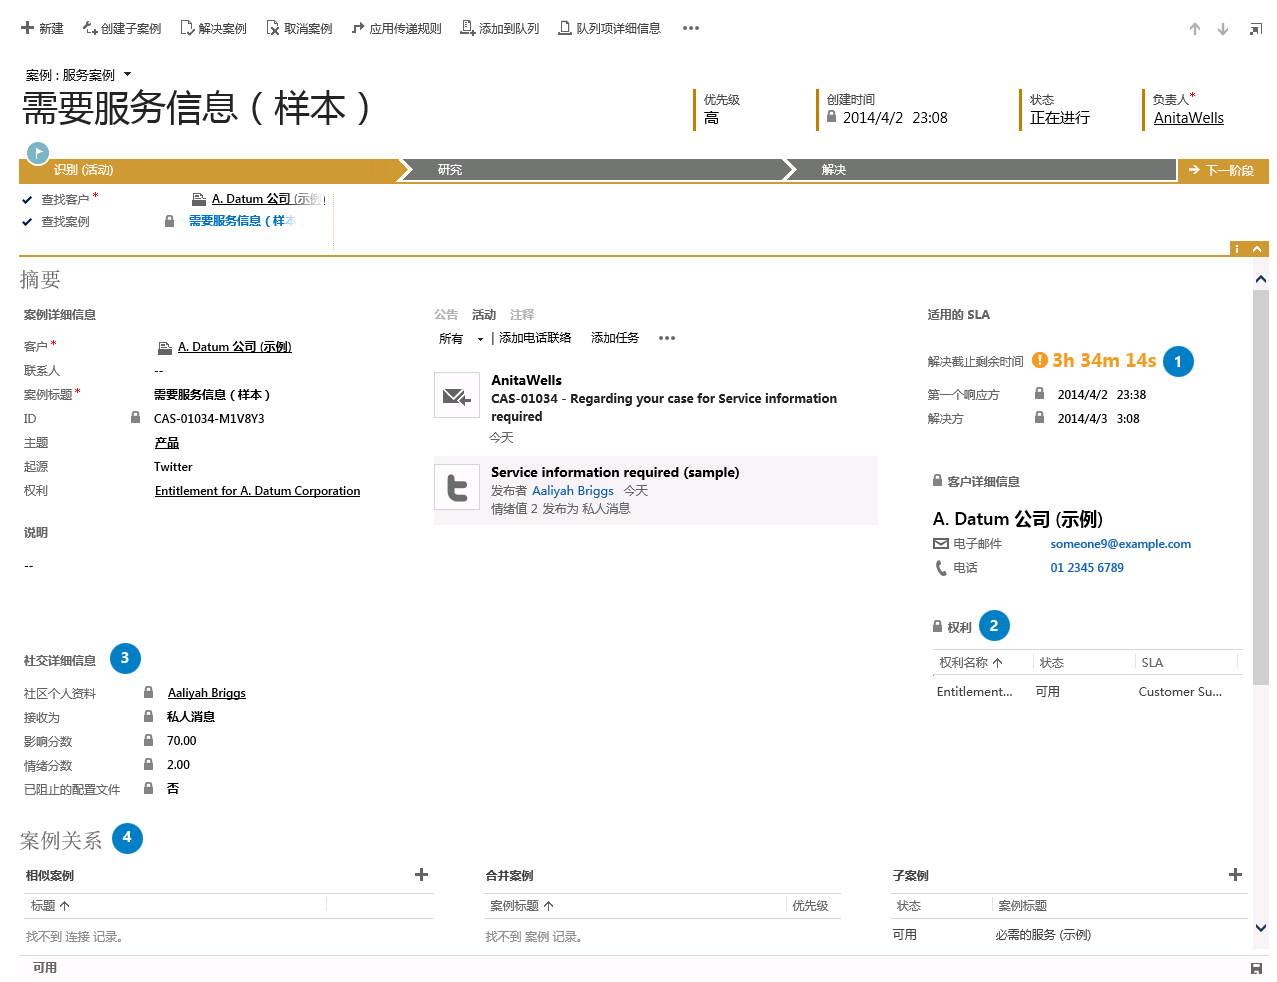 新建 创建子案例 解决案例 取消案例 应用传递规则 添加到队列 队列项详细信息 •••
案例 : 服务案例
需要服务信息（样本）
优先级 创建时间 状态 负责人*
高 2014/4/2 23:08 正在进行 AnitaWells
识别 (活动) 研究 解决 下一阶段
查找客户* A. Datum 公司 (示例)
查找案例 需要服务信息（样本
摘要
案例详细信息
客户* A. Datum 公司 (示例)
联系人 --
案例标题* 需要服务信息（样本）
ID CAS-01034-M1V8Y3
主题 产品
起源 Twitter
权利 Entitlement for A. Datum Corporation
说明
--
公告 活动 注释
所有 | 添加电话联络 添加任务 •••
AnitaWells
CAS-01034 - Regarding your case for Service information
required
今天
Service information required (sample)
发布者 Aaliyah Briggs 今天
情绪值 2 发布为 私人消息
适用的 SLA
解决截止剩余时间 3h 34m 14s 1
第一个响应方 2014/4/2 23:38
解决方 2014/4/3 3:08
客户详细信息
A. Datum 公司 (示例)
电子邮件 someone9@example.com
电话 01 2345 6789
权利 2
权利名称 状态 SLA
Entitlement... 可用 Customer Su...
社交详细信息 3
社区个人资料 Aaliyah Briggs
接收为 私人消息
影响分数 70.00
情绪分数 2.00
已阻止的配置文件 否
案例关系 4
相似案例 合并案例 子案例
标题 案例标题 优先级 状态 案例标题
找不到 连接 记录。 找不到 案例 记录。 可用 必需的服务 (示例)
可用